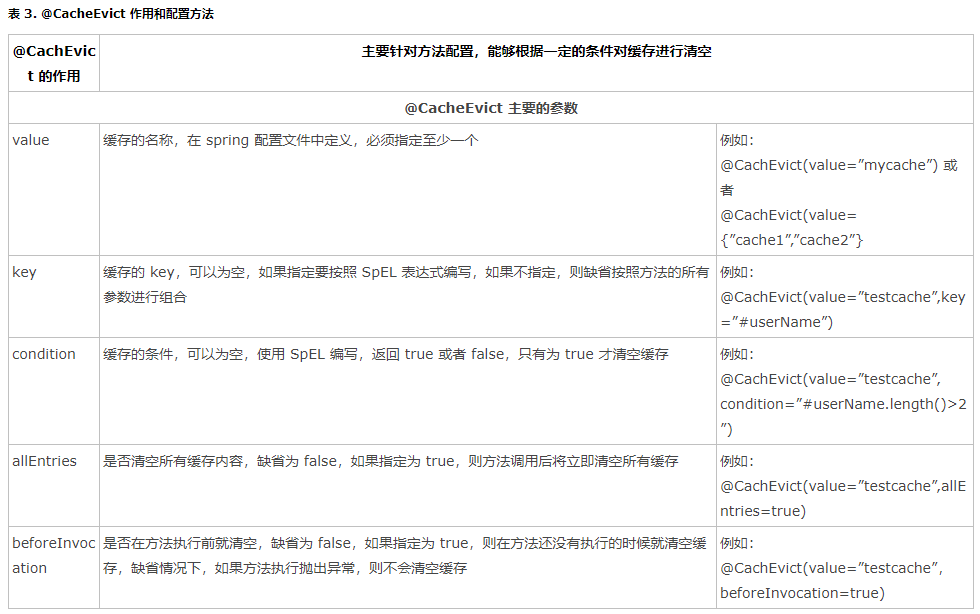 表 3. @CacheEvict 作用和配置方法
@CachEvic
t 的作用
主要针对方法配置，能够根据一定的条件对缓存进行清空
@CacheEvict 主要的参数
value
缓存的名称，在 spring 配置文件中定义，必须指定至少一个
例如：
@CachEvict(value=”mycache”) 或
者
@CachEvict(value=
{”cache1”,”cache2”}
key
缓存的 key，可以为空，如果指定要按照 SpEL 表达式编写，如果不指定，则缺省按照方法的所有
参数进行组合
例如：
@CachEvict(value=”testcache”,key
=”#userName”)
condition
缓存的条件，可以为空，使用 SpEL 编写，返回 true 或者 false，只有为 true 才清空缓存
例如：
@CachEvict(value=”testcache”,
condition=”#userName.length()>2
”)
allEntries
是否清空所有缓存内容，缺省为 false，如果指定为 true，则方法调用后将立即清空所有缓存
例如：
@CachEvict(value=”testcache”,allE
ntries=true)
beforeInvoc
ation
是否在方法执行前就清空，缺省为 false，如果指定为 true，则在方法还没有执行的时候就清空缓
存，缺省情况下，如果方法执行抛出异常，则不会清空缓存
例如：
@CachEvict(value=”testcache”,
beforeInvocation=true)